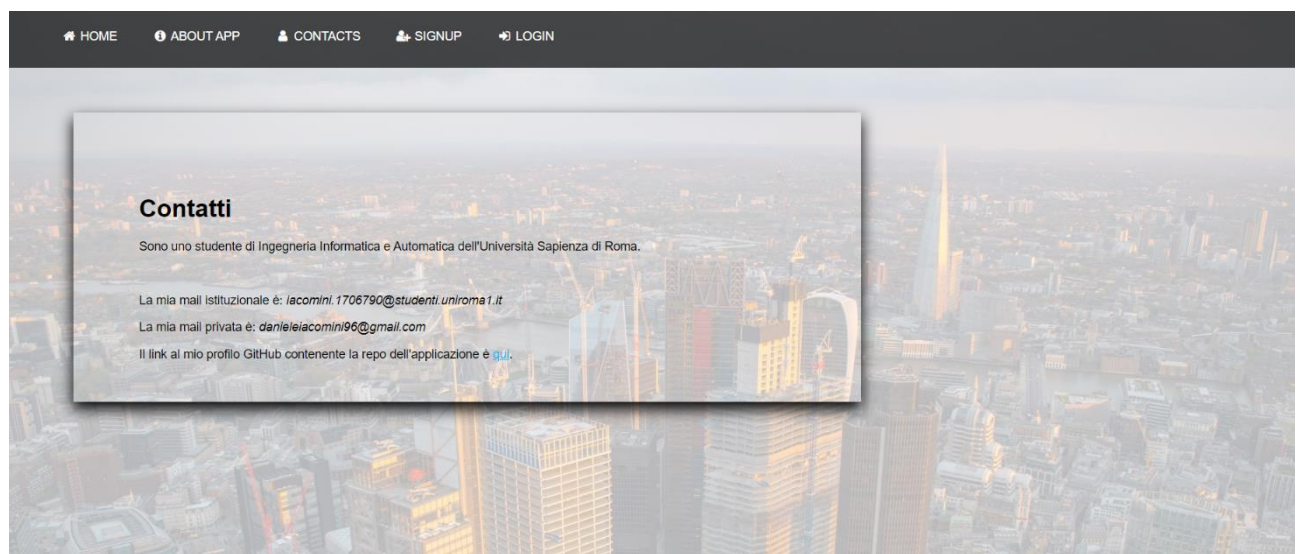 HOME ABOUT APP CONTACTS SIGNUP LOGIN
Contatti
Sono uno studente di Ingegneria Informatica e Automatica dell'Università Sapienza di Roma.
La mia mail istituzionale è: iacomini.1706790@studenti.uniroma1.it
La mia mail privata è: danieleiacomini96@gmail.com
Il link al mio profilo GitHub contenente la repo dell'applicazione è qui.